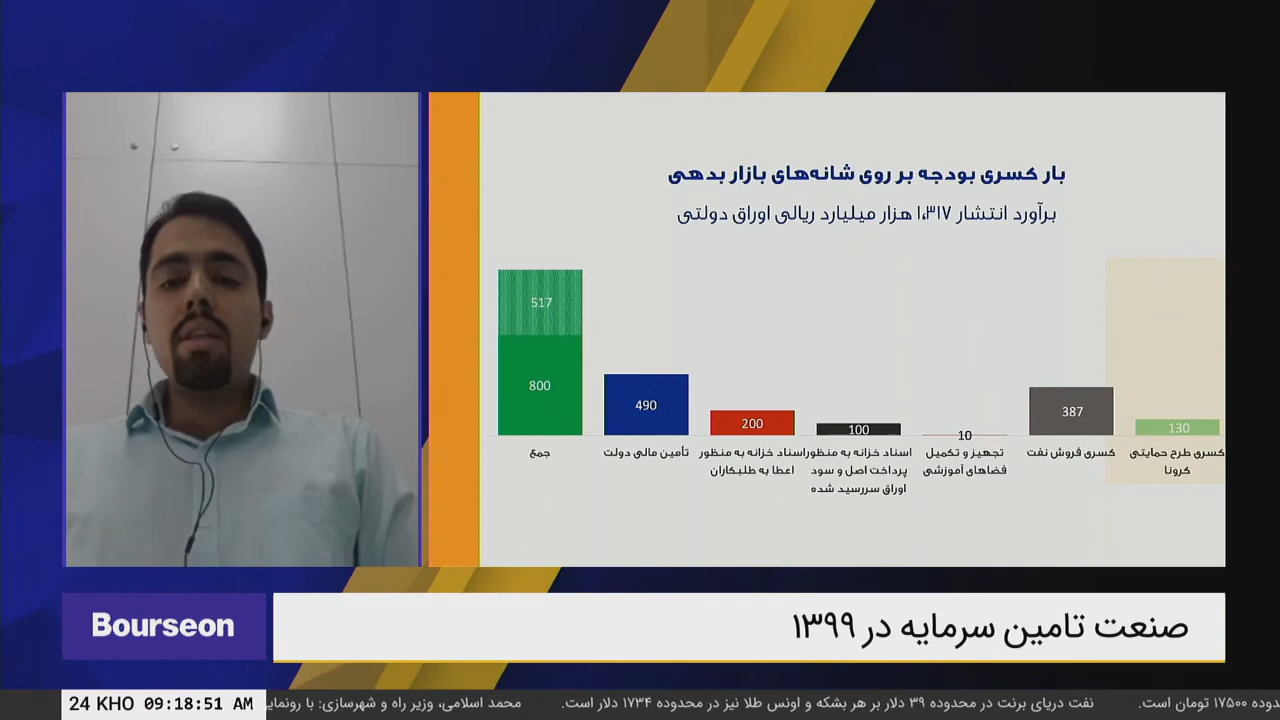 بار کسری بودجه بر روی شانه‌های بازار بدهی
برآورد انتشار ۱،۳۱۷ هزار میلیارد ریالی اوراق دولتی
517
800
490
200
100
10
387
130
جمع
تأمین مالی دولت
اسناد خزانه به منظور
اعطا به طلبکاران
اسناد خزانه به منظور
پرداخت اصل و سود
اوراق سررسید شده
تجهیز و تکمیل
فضاهای آموزشی
کسری فروش نفت
کسری طرح حمایتی
کرونا
Bourseon
صنعت تامین سرمایه در ۱۳۹۹
24 KHO 09:18:51 AM
۱۷۵۰۰ تومان است. نفت دریای برنت در محدوده ۳۹ دلار بر هر بشکه و اونس طلا نیز در محدوده ۱۷۳۴ دلار است. محمد اسلامی، وزیر راه و شهرسازی: با